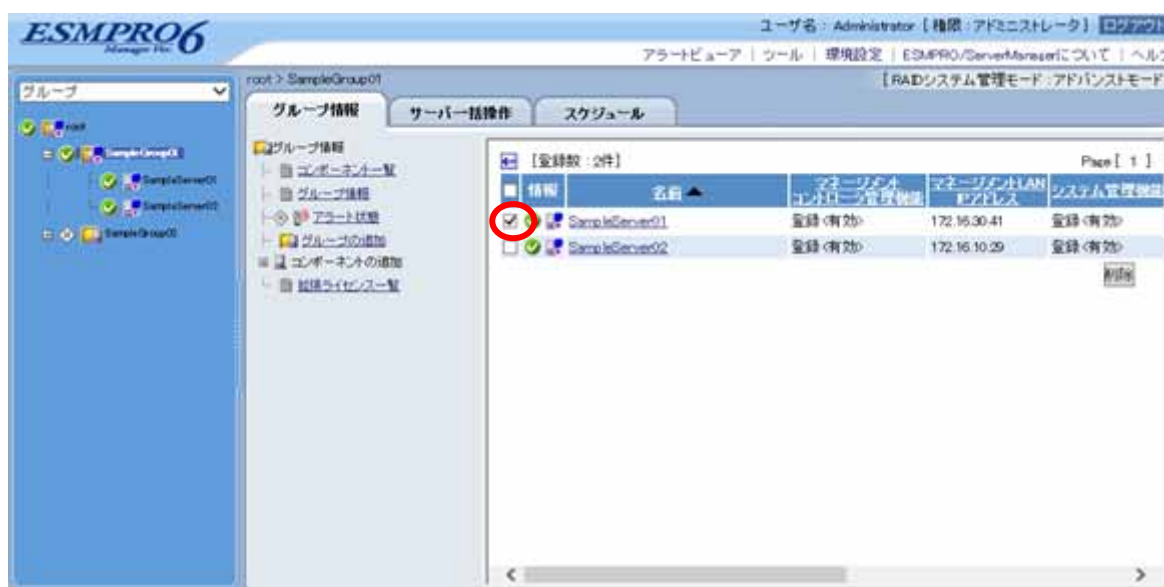 ESMPRO6
Manager
ユーザ名 : Administrator [ 権限 : アドミニストレータ ] ログアウト
アラートビューア | ツール | 環境設定 | ESMPRO/ServerManagerについて | ヘル
グループ
root
SampleGroup01
SampleServer01
SampleServer02
root > SampleGroup01
[ RAIDシステム管理モード : アドバンストモード
グループ情報
サーバ一括操作
スケジュール
グループ情報
コンポーネント一覧
グループ情報
アラート状態
グループの追加
コンポーネントの追加
拡張ライセンス一覧
[登録数 : 2件]
Page [ 1 ]
情報
名前 ▲
マネージメント
コントローラ管理機能
マネージメントLAN
IPアドレス
システム管理機能
SampleServer01 登録 <有効> 172.16.30.41 登録 <有効>
SampleServer02 登録 <有効> 172.16.10.29 登録 <有効>